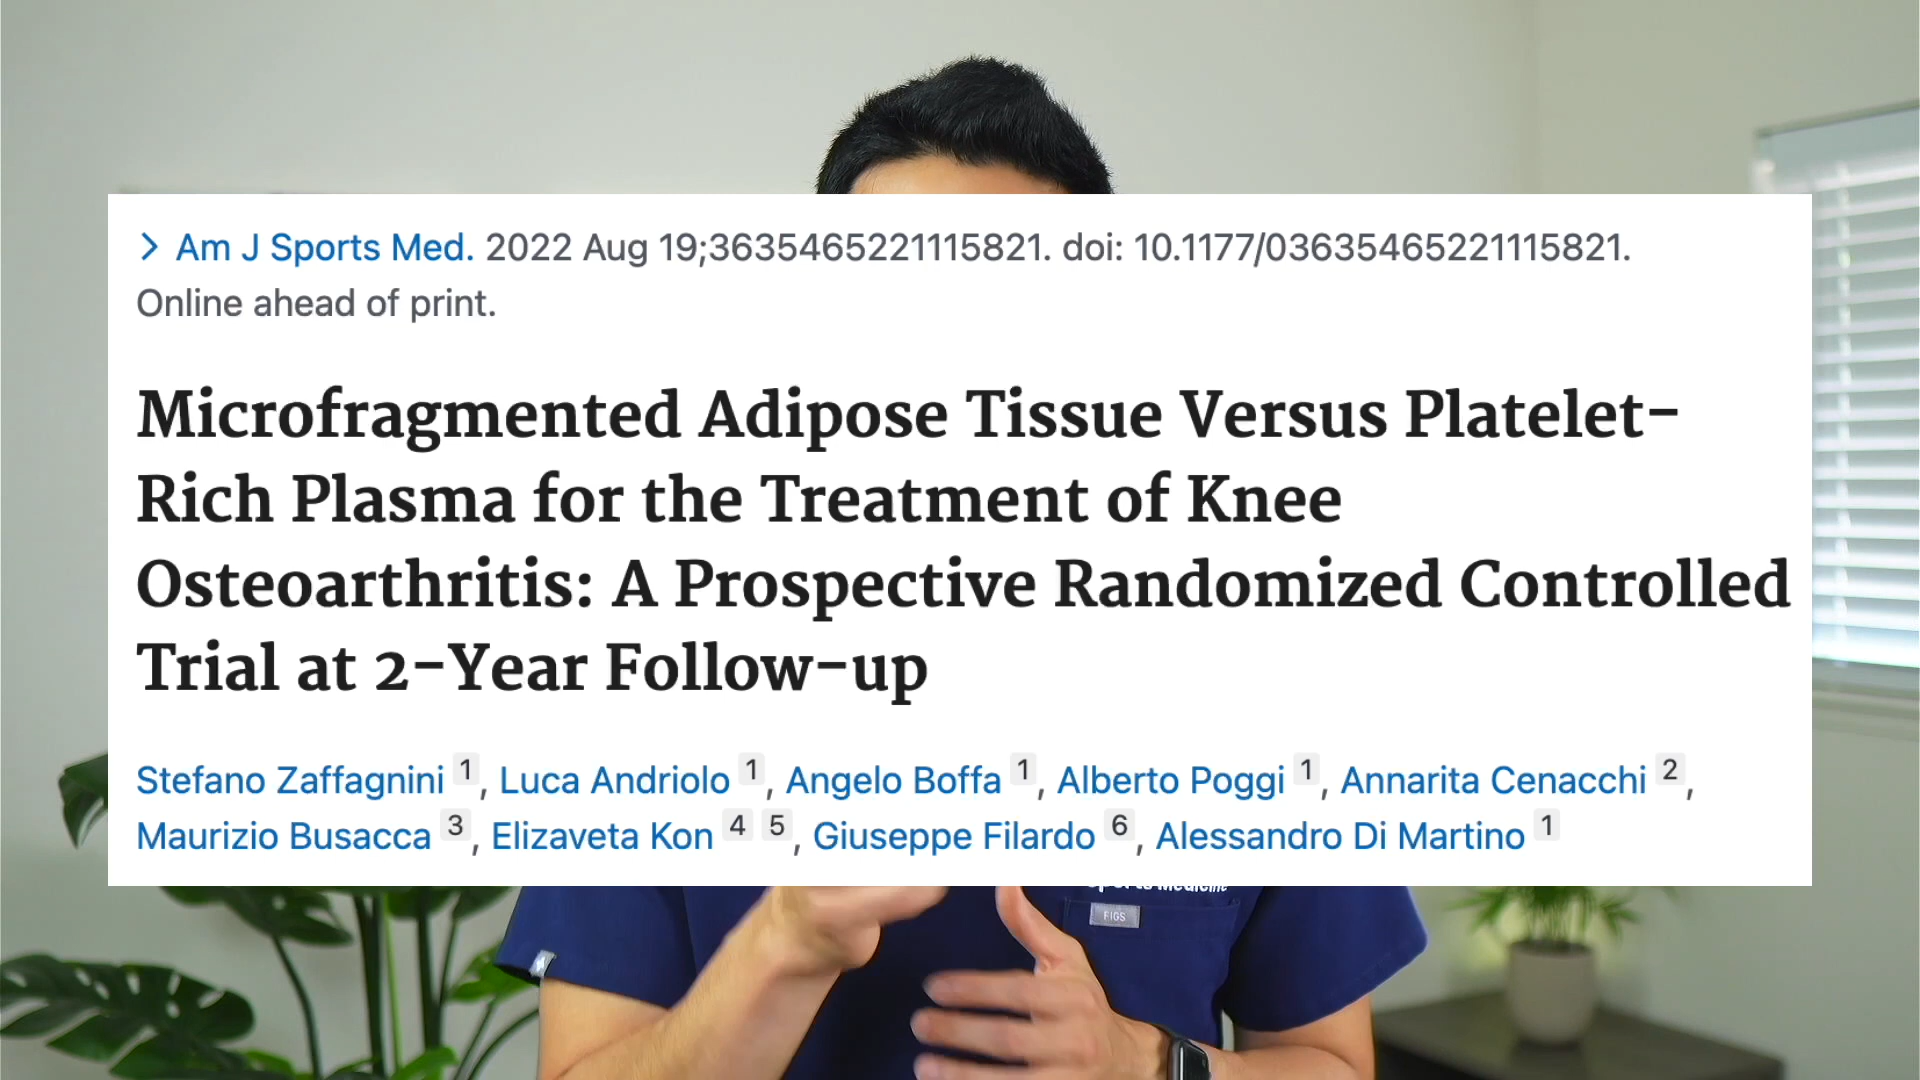 > Am J Sports Med. 2022 Aug 19;3635465221115821. doi: 10.1177/03635465221115821.
Online ahead of print.
Microfragmented Adipose Tissue Versus Platelet-
Rich Plasma for the Treatment of Knee
Osteoarthritis: A Prospective Randomized Controlled
Trial at 2-Year Follow-up
Stefano Zaffagnini 1, Luca Andriolo 1, Angelo Boffa 1, Alberto Poggi 1, Annarita Cenacchi 2,
Maurizio Busacca 3, Elizaveta Kon 4 5, Giuseppe Filardo 6, Alessandro Di Martino 1
Sports Medicine
FIGS